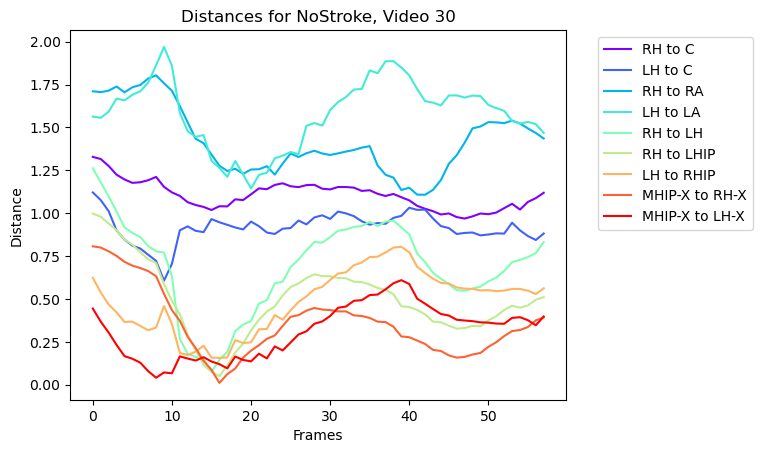 Distances for NoStroke, Video 30
2.00
1.75
1.50
1.25
1.00
0.75
0.50
0.25
0.00
Distance
0 10 20 30 40 50
Frames
RH to C
LH to C
RH to RA
LH to LA
RH to LH
RH to LHIP
LH to RHIP
MHIP-X to RH-X
MHIP-X to LH-X